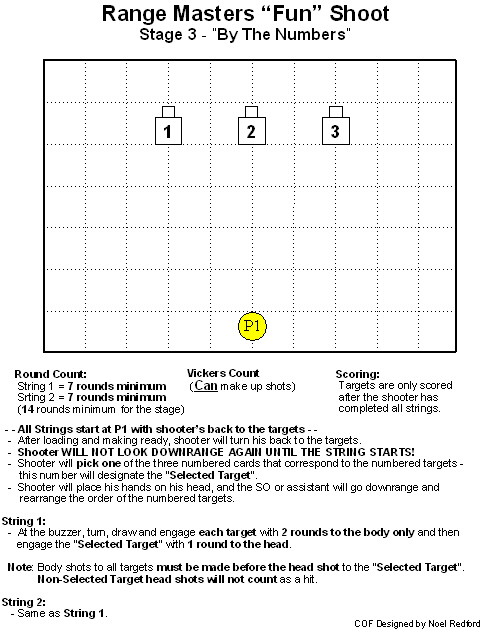 Range Masters “Fun” Shoot
Stage 3 - "By The Numbers"
1 2 3
P1
Round Count:
String 1 = 7 rounds minimum
Srting 2 = 7 rounds minimum
(14 rounds minimum for the stage)
Vickers Count
(Can make up shots)
Scoring:
Targets are only scored
after the shooter has
completed all strings.
- - All Strings start at P1 with shooter's back to the targets - -
- After loading and making ready, shooter will turn his back to the targets.
- Shooter WILL NOT LOOK DOWNRANGE AGAIN UNTIL THE STRING STARTS!
- Shooter will pick one of the three numbered cards that correspond to the numbered targets -
this number will designate the "Selected Target".
- Shooter will place his hands on his head, and the SO or assistant will go downrange and
rearrange the order of the numbered targets.
String 1:
- At the buzzer, turn, draw and engage each target with 2 rounds to the body only and then
engage the "Selected Target" with 1 round to the head.
Note: Body shots to all targets must be made before the head shot to the "Selected Target".
Non-Selected Target head shots will not count as a hit.
String 2:
- Same as String 1.
COF Designed by Noel Redford